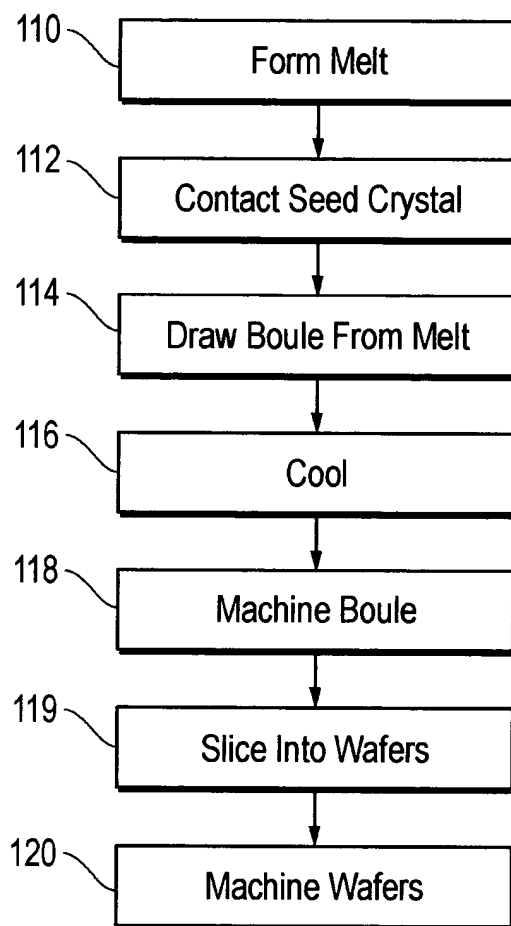 110
Form Melt
112
Contact Seed Crystal
114
Draw Boule From Melt
116
Cool
118
Machine Boule
119
Slice Into Wafers
120
Machine Wafers